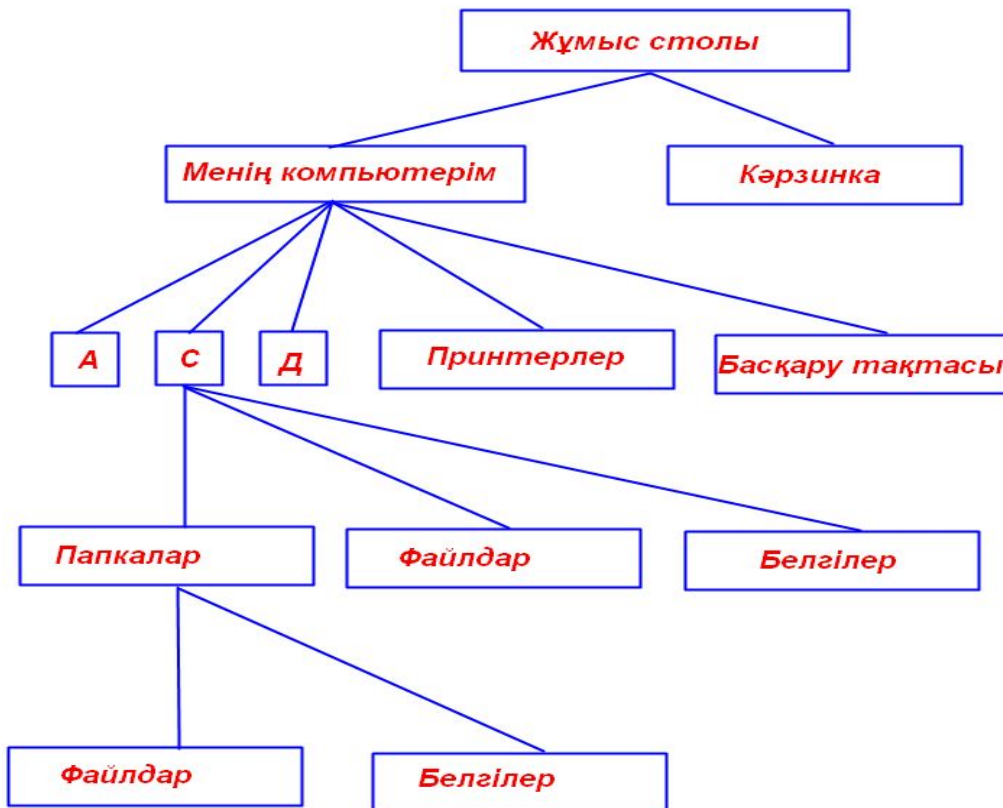 Жұмыс столы
Менің компьютерім
Кәрзинка
А
С
Д
Принтерлер
Басқару тақтасы
Папкалар
Файлдар
Белгілер
Файлдар
Белгілер